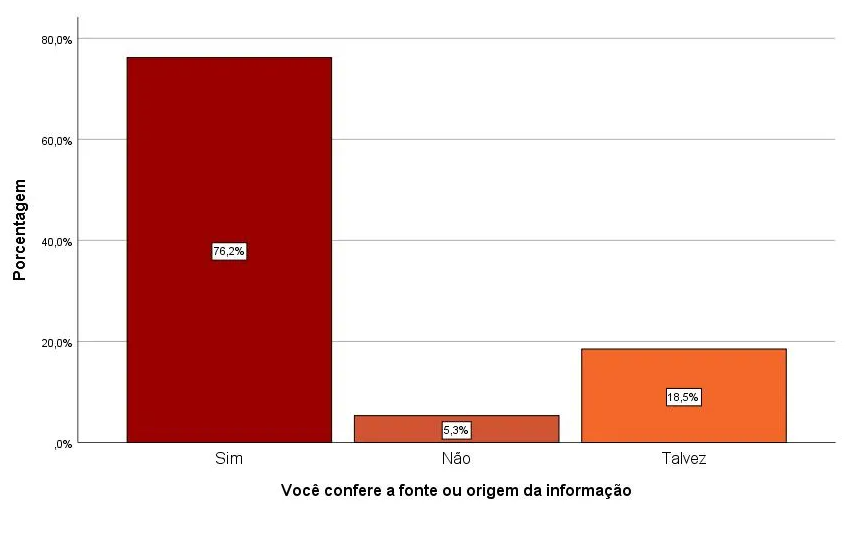 80,0%
60,0%
40,0%
20,0%
,0%
Porcentagem
76,2%
5,3%
18,5%
Sim
Não
Talvez
Você confere a fonte ou origem da informação